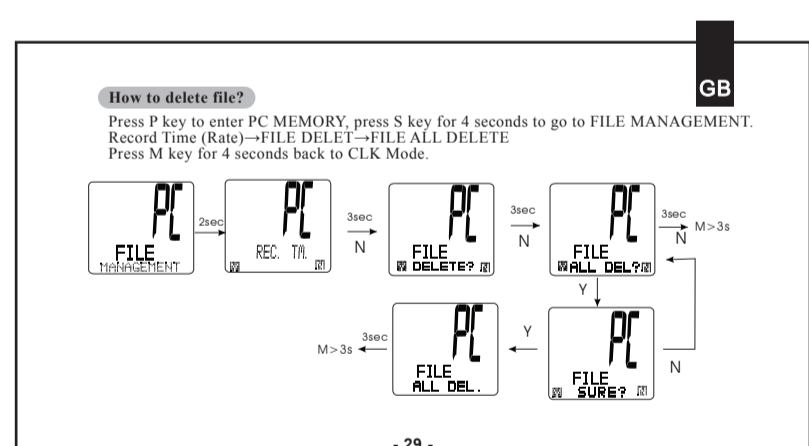 GB
How to delete file?
Press P key to enter PC MEMORY, press S key for 4 seconds to go to FILE MANAGEMENT.
Record Time (Rate)→FILE DELET→FILE ALL DELETE
Press M key for 4 seconds back to CLK Mode.
PC
FILE
MANAGEMENT
2sec
PC
REC. TM.
Y N
3sec
N
PC
FILE
Y DELETE? N
3sec
N
PC
FILE
Y ALL DEL? N
3sec
N
M>3s
Y
PC
FILE
Y SURE? N
N
Y
PC
FILE
ALL DEL.
3sec
M>3s
- 29 -